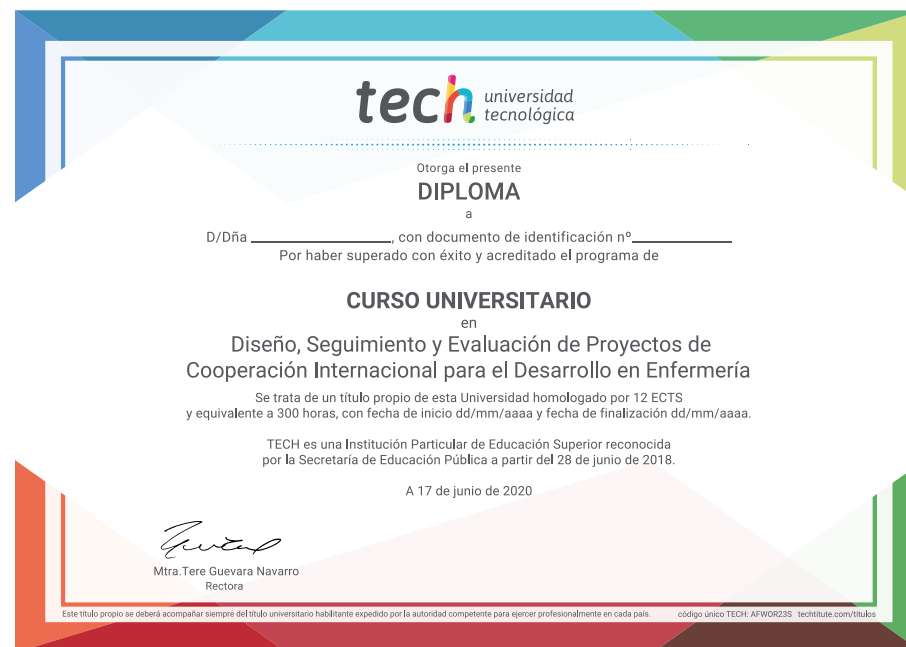 tech universidad
tecnológica
Otorga el presente
DIPLOMA
a
D/Dña ____________________, con documento de identificación nº______________
Por haber superado con éxito y acreditado el programa de
CURSO UNIVERSITARIO
en
Diseño, Seguimiento y Evaluación de Proyectos de
Cooperación Internacional para el Desarrollo en Enfermería
Se trata de un título propio de esta Universidad homologado por 12 ECTS
y equivalente a 300 horas, con fecha de inicio dd/mm/aaaa y fecha de finalización dd/mm/aaaa.
TECH es una Institución Particular de Educación Superior reconocida
por la Secretaría de Educación Pública a partir del 28 de junio de 2018.
A 17 de junio de 2020
Mtra.Tere Guevara Navarro
Rectora
Este título propio se deberá acompañar siempre del título universitario habilitante expedido por la autoridad competente para ejercer profesionalmente en cada país. código único TECH: AFWOR23S techtitute.com/titulos